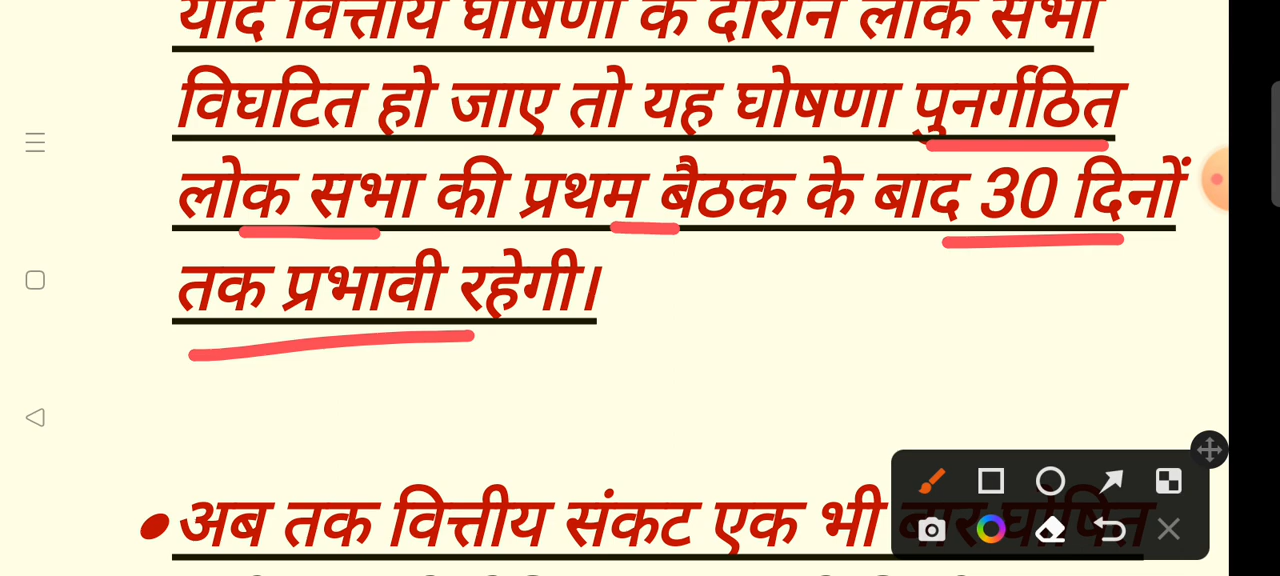 यदि वित्तीय घोषणा के दौरान लोक सभा
विघटित हो जाए तो यह घोषणा पुनर्गठित
लोक सभा की प्रथम बैठक के बाद 30 दिनों
तक प्रभावी रहेगी।
•अब तक वित्तीय संकट एक भी बार घोषित